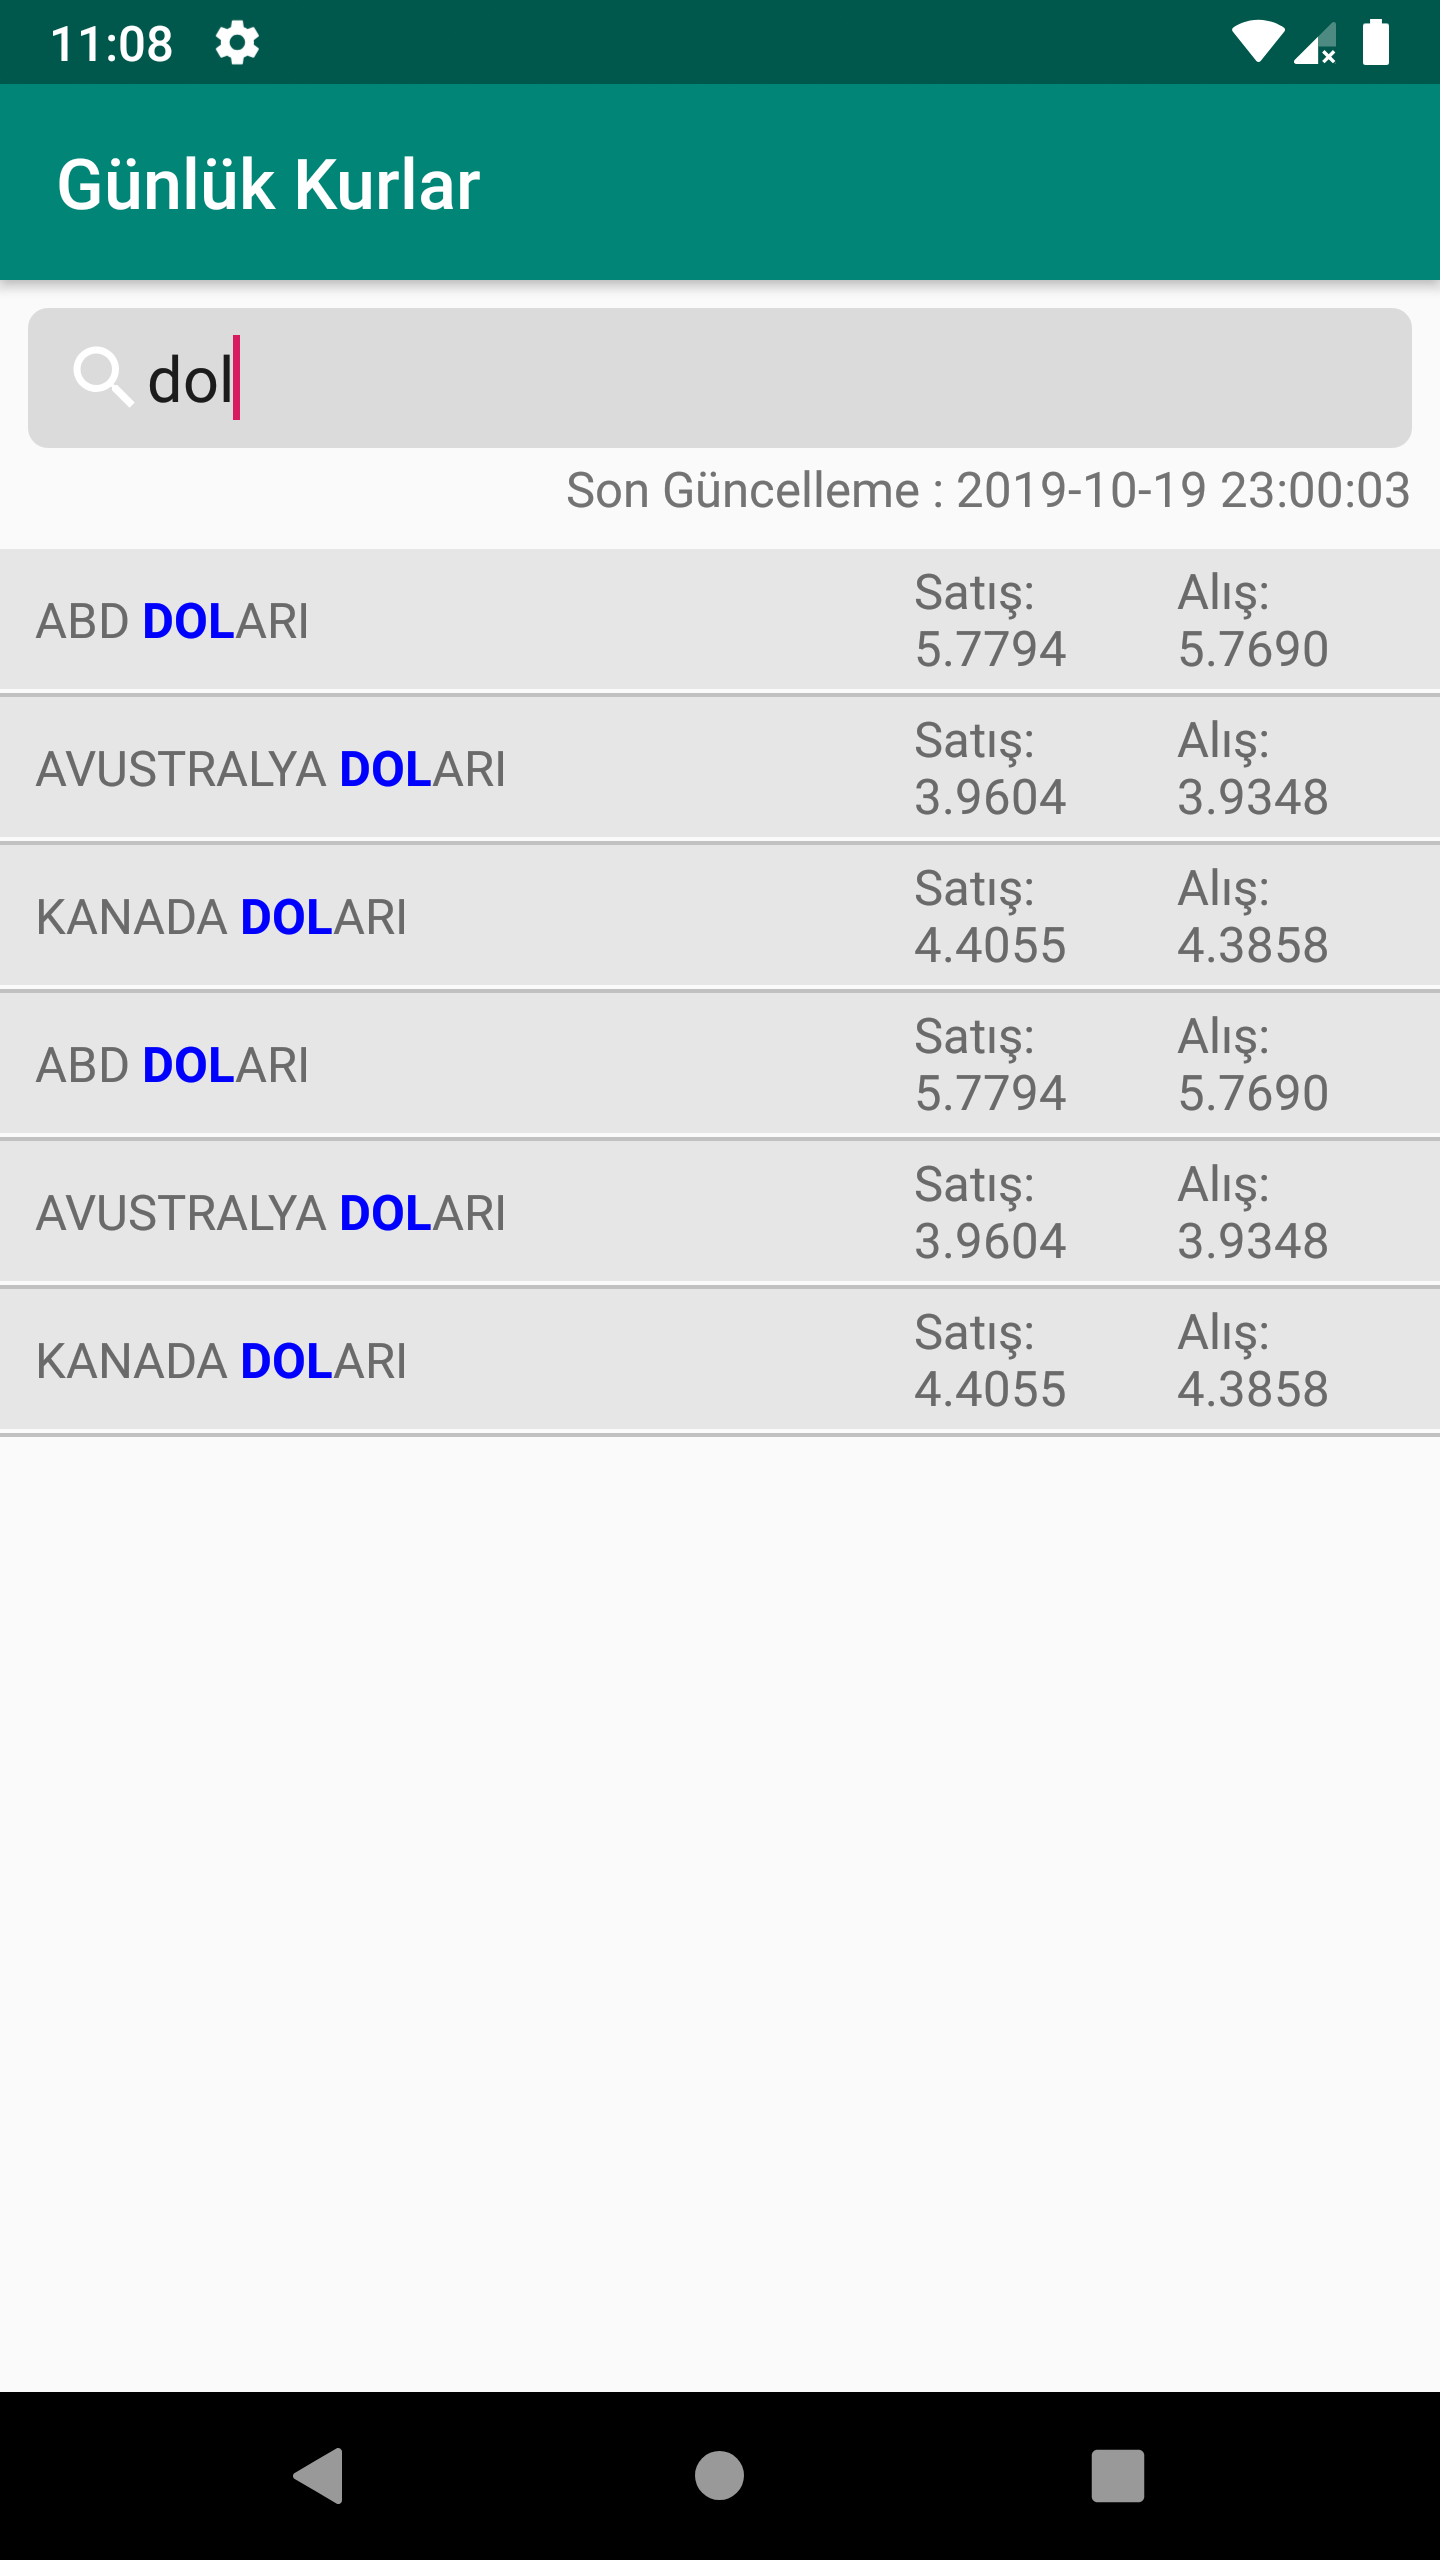 11:08
Günlük Kurlar
dol
Son Güncelleme : 2019-10-19 23:00:03
ABD DOLARI Satış: 5.7794 Alış: 5.7690
AVUSTRALYA DOLARI Satış: 3.9604 Alış: 3.9348
KANADA DOLARI Satış: 4.4055 Alış: 4.3858
ABD DOLARI Satış: 5.7794 Alış: 5.7690
AVUSTRALYA DOLARI Satış: 3.9604 Alış: 3.9348
KANADA DOLARI Satış: 4.4055 Alış: 4.3858